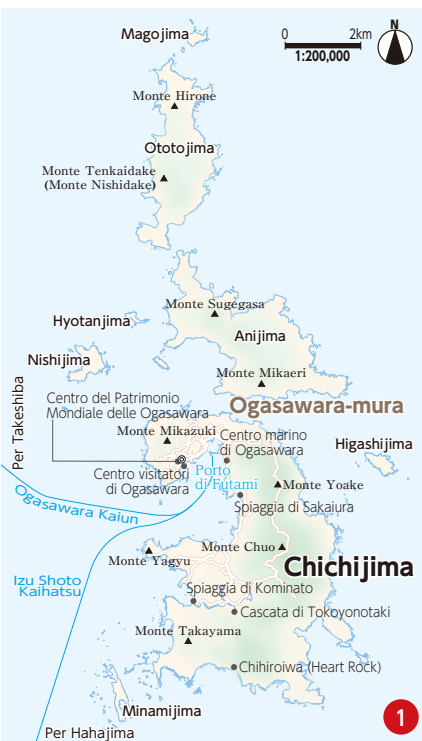 Magojima
0 2km
1:200,000
N
Monte Hirone
Ototojima
Monte Tenkaidake
(Monte Nishidake)
Monte Sugegasa
Hyotanjima
Anijima
Nishijima
Monte Mikaeri
Per Takeshiba
Centro del Patrimonio
Mondiale delle Ogasawara
Ogasawara-mura
Monte Mikazuki
Centro marino
di Ogasawara
Higashijima
Centro visitatori
di Ogasawara
Porto
di Futami
Monte Yoake
Ogasawara Kaiun
Spiaggia di Sakaiura
Monte Chuo
Monte Yagyu
Chichijima
Izu Shoto
Kaihatsu
Spiaggia di Kominato
Cascata di Tokoyonotaki
Monte Takayama
Chihiroiwa (Heart Rock)
Minamijima
Per Hahajima
1